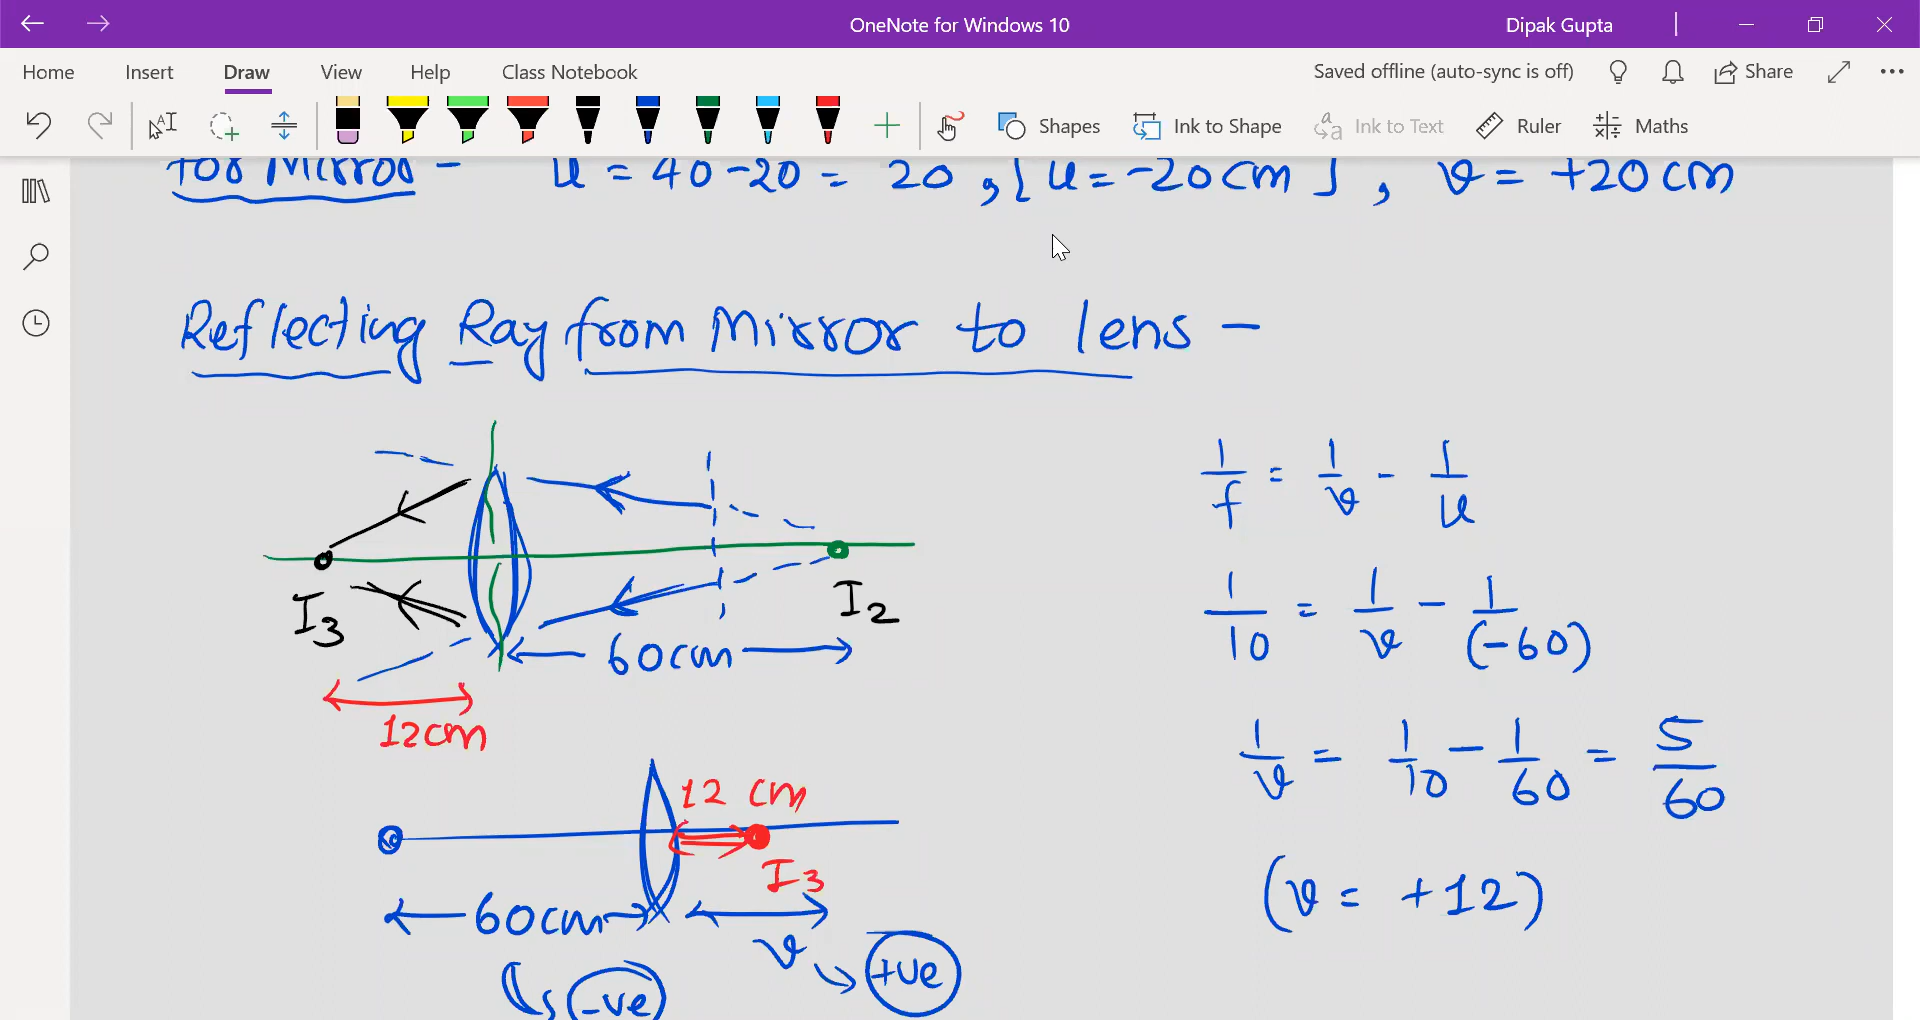 OneNote for Windows 10 Dipak Gupta
Home Insert Draw View Help Class Notebook Saved offline (auto-sync is off) Share
Shapes Ink to Shape Ink to Text Ruler Maths
for Mirror - u = 40 - 20 = 20 , [ u = -20 cm ] , v = +20 cm
Reflecting Ray from Mirror to lens -
1/f = 1/v - 1/u
I3
I2
60cm
12cm
1/10 = 1/v - 1/(-60)
1/v = 1/10 - 1/60 = 5/60
12 cm
I3
60cm
v
+ve
-ve
(v = +12)